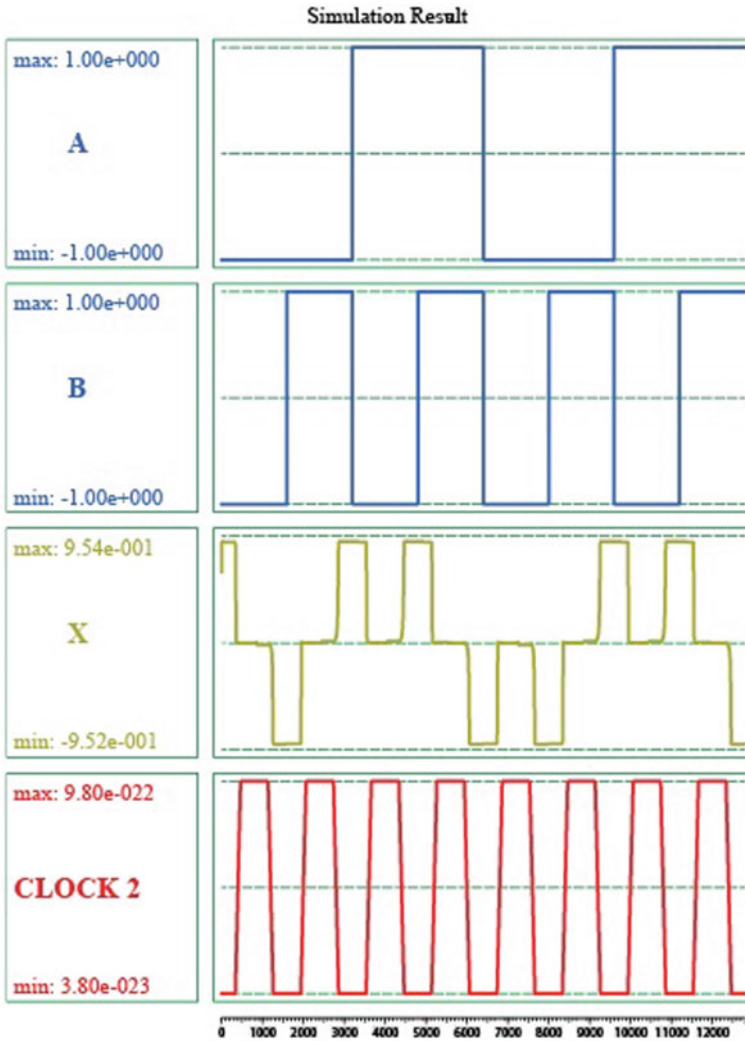 Simulation Result
max: 1.00e+000
A
min: -1.00e+000
max: 1.00e+000
B
min: -1.00e+000
max: 9.54e-001
X
min: -9.52e-001
max: 9.80e-022
CLOCK 2
min: 3.80e-023
0 1000 2000 3000 4000 5000 6000 7000 8000 9000 10000 11000 12000